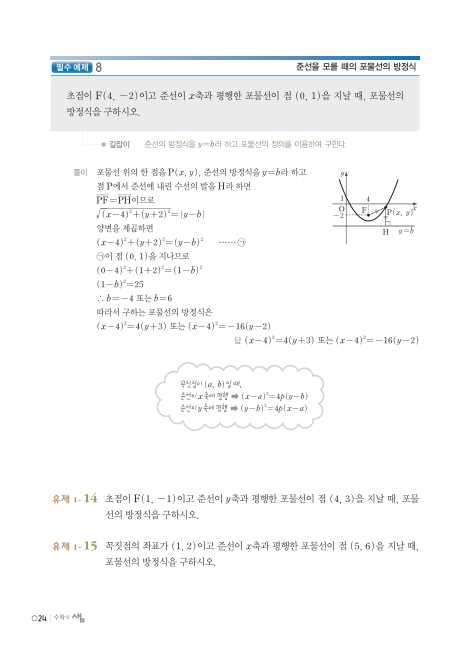 필수 예제 8 준선을 모를 때의 포물선의 방정식
초점이 F(4, -2)이고 준선이 x축과 평행한 포물선이 점 (0, 1)을 지날 때, 포물선의
방정식을 구하시오.
길잡이 준선의 방정식을 y=b라 하고 포물선의 정의를 이용하여 구한다.
풀이 포물선 위의 한 점을 P(x, y), 준선의 방정식을 y=b라 하고
점 P에서 준선에 내린 수선의 발을 H라 하면
P̅F̅=P̅H̅이므로
√(x-4)²+(y+2)²=|y-b|
양변을 제곱하면
(x-4)²+(y+2)²=(y-b)² ……㉠
㉠이 점 (0, 1)을 지나므로
(0-4)²+(1+2)²=(1-b)²
(1-b)²=25
∴ b=-4 또는 b=6
따라서 구하는 포물선의 방정식은
(x-4)²=4(y+3) 또는 (x-4)²=-16(y-2)
답 (x-4)²=4(y+3) 또는 (x-4)²=-16(y-2)
y
1
4
O
F
x
-2
P(x, y)
H
y=b
꼭짓점이 (a, b)일 때,
준선이 x축에 평행 ➡ (x-a)²=4p(y-b)
준선이 y축에 평행 ➡ (y-b)²=4p(x-a)
유제 1-14 초점이 F(1, -1)이고 준선이 y축과 평행한 포물선이 점 (4, 3)을 지날 때, 포물
선의 방정식을 구하시오.
유제 1-15 꼭짓점의 좌표가 (1, 2)이고 준선이 x축과 평행한 포물선이 점 (5, 6)을 지날 때,
포물선의 방정식을 구하시오.
024 수학의 샘